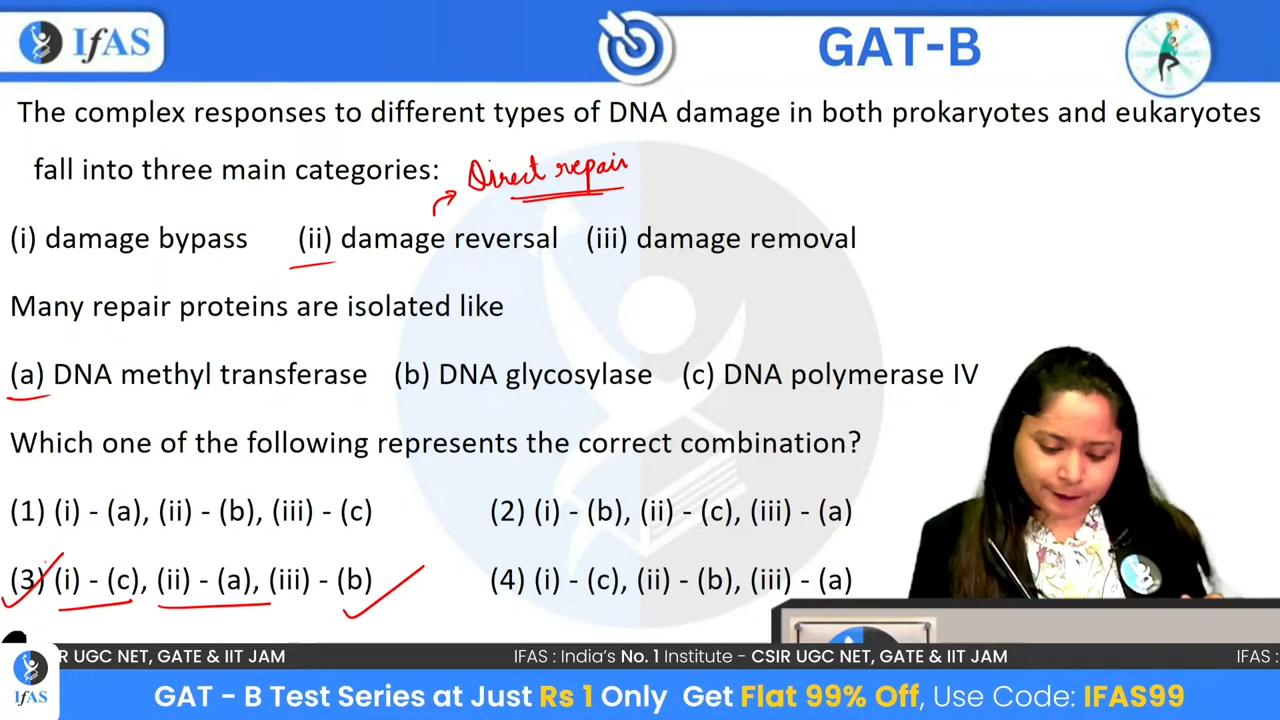 IfAS
GAT-B
The complex responses to different types of DNA damage in both prokaryotes and eukaryotes
fall into three main categories: Direct repair
(i) damage bypass (ii) damage reversal (iii) damage removal
Many repair proteins are isolated like
(a) DNA methyl transferase (b) DNA glycosylase (c) DNA polymerase IV
Which one of the following represents the correct combination?
(1) (i) - (a), (ii) - (b), (iii) - (c) (2) (i) - (b), (ii) - (c), (iii) - (a)
(3) (i) - (c), (ii) - (a), (iii) - (b) (4) (i) - (c), (ii) - (b), (iii) - (a)
R UGC NET, GATE & IIT JAM IFAS : India's No. 1 Institute - CSIR UGC NET, GATE & IIT JAM IFAS :
IfAS
GAT - B Test Series at Just Rs 1 Only Get Flat 99% Off, Use Code: IFAS99